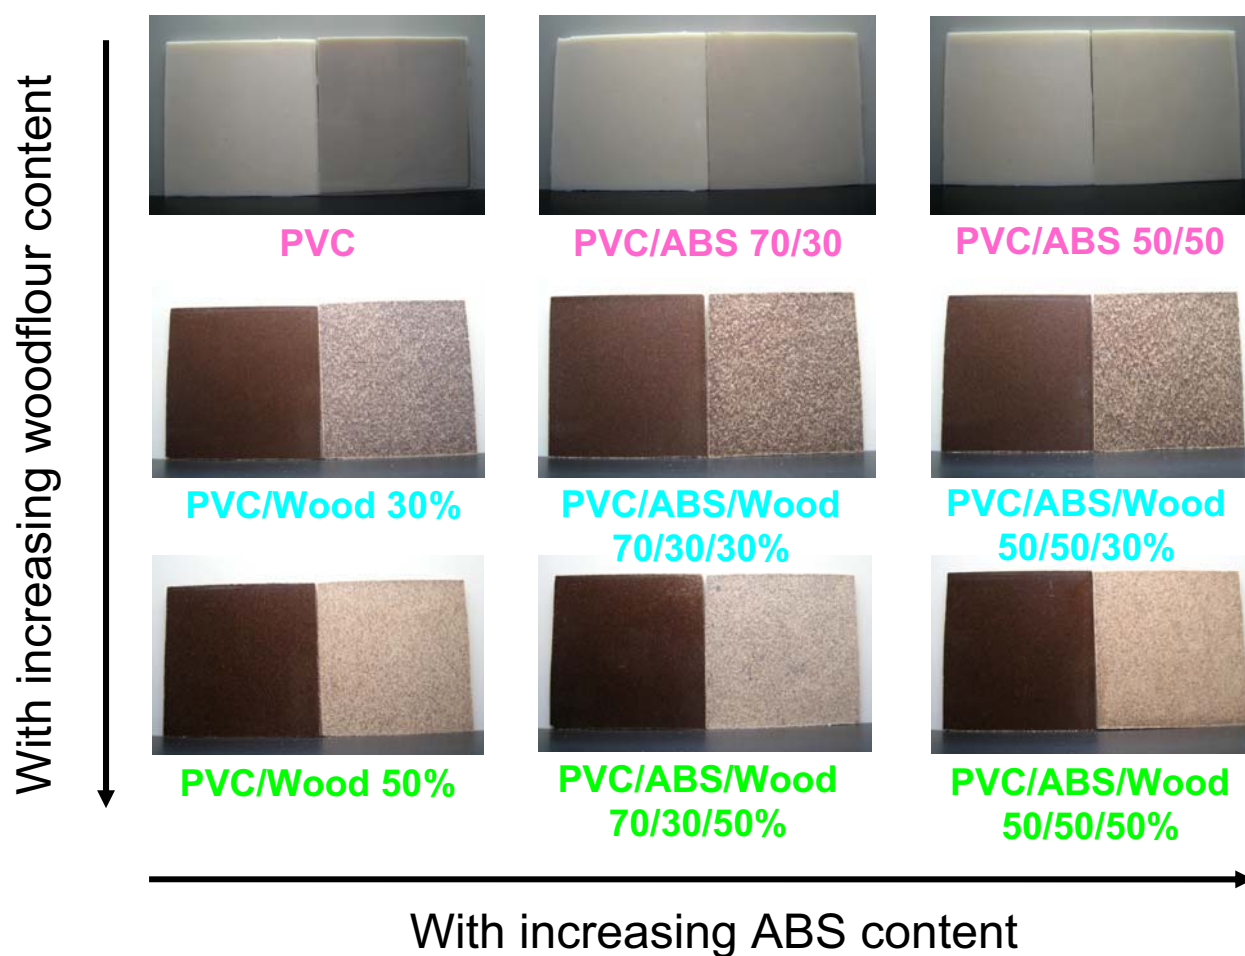 With increasing woodflour content
PVC
PVC/ABS 70/30
PVC/ABS 50/50
PVC/Wood 30%
PVC/ABS/Wood
70/30/30%
PVC/ABS/Wood
50/50/30%
PVC/Wood 50%
PVC/ABS/Wood
70/30/50%
PVC/ABS/Wood
50/50/50%
With increasing ABS content